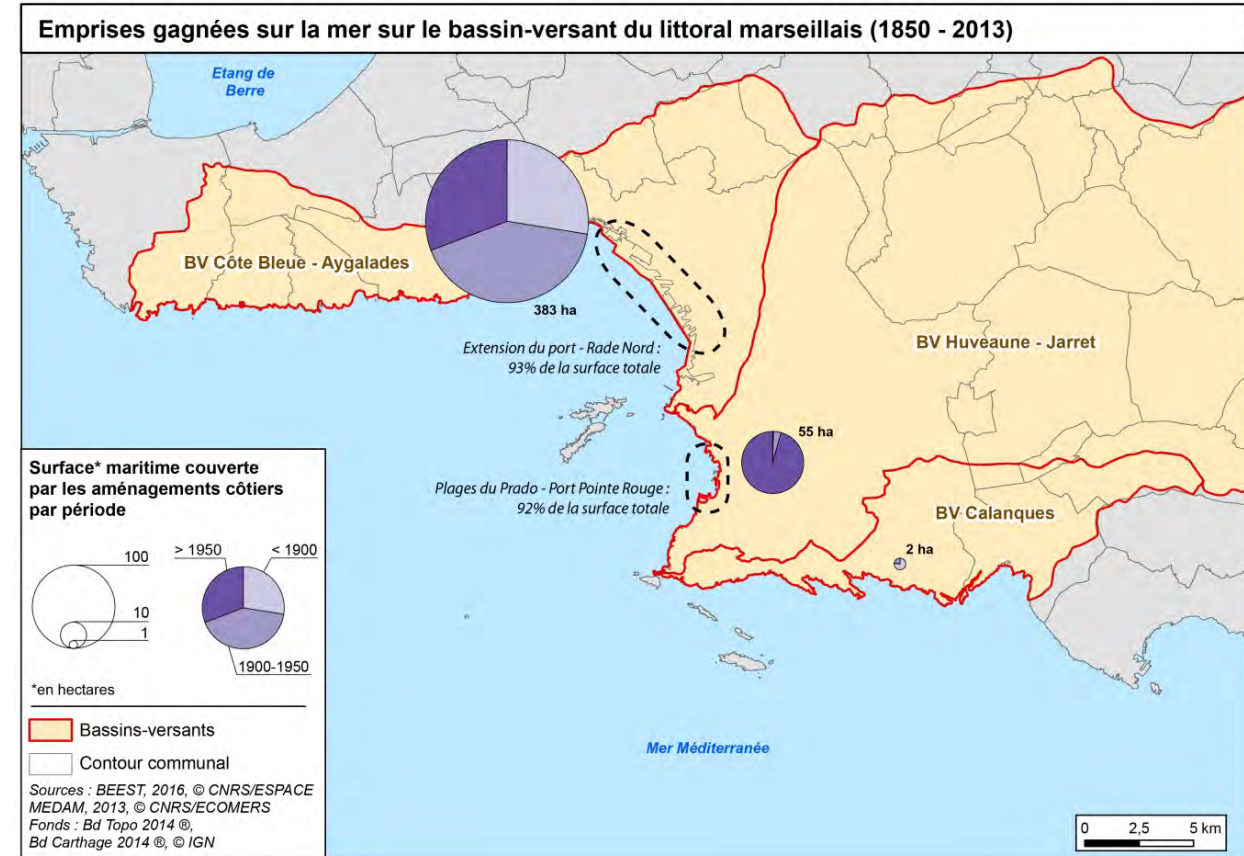 Emprises gagnées sur la mer sur le bassin-versant du littoral marseillais (1850 - 2013)
Etang de
Berre
BV Côte Bleue - Aygalades
383 ha
Extension du port - Rade Nord :
93% de la surface totale
BV Huveaune - Jarret
55 ha
Plages du Prado - Port Pointe Rouge :
92% de la surface totale
BV Calanques
2 ha
Mer Méditerranée
Surface* maritime couverte
par les aménagements côtiers
par période
100
10
1
> 1950
< 1900
1900-1950
*en hectares
Bassins-versants
Contour communal
Sources : BEEST, 2016, © CNRS/ESPACE
MEDAM, 2013, © CNRS/ECOMERS
Fonds : Bd Topo 2014 ®,
Bd Carthage 2014 ®, © IGN
0 2,5 5 km